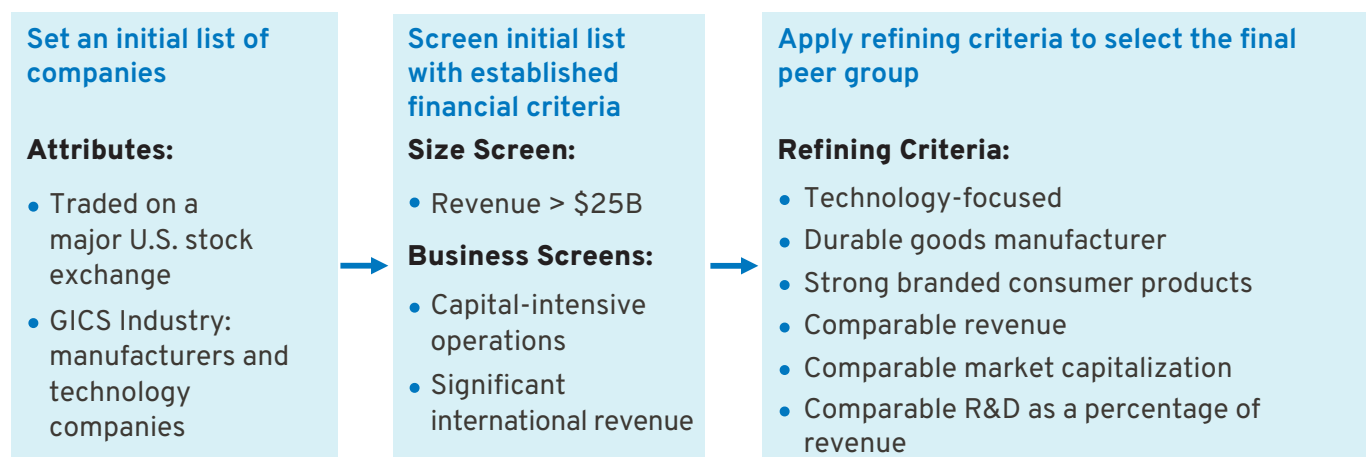 Set an initial list of
companies
Attributes:
• Traded on a
major U.S. stock
exchange
• GICS Industry:
manufacturers and
technology
companies
Screen initial list
with established
financial criteria
Size Screen:
• Revenue > $25B
Business Screens:
• Capital-intensive
operations
• Significant
international revenue
Apply refining criteria to select the final
peer group
Refining Criteria:
• Technology-focused
• Durable goods manufacturer
• Strong branded consumer products
• Comparable revenue
• Comparable market capitalization
• Comparable R&D as a percentage of
revenue